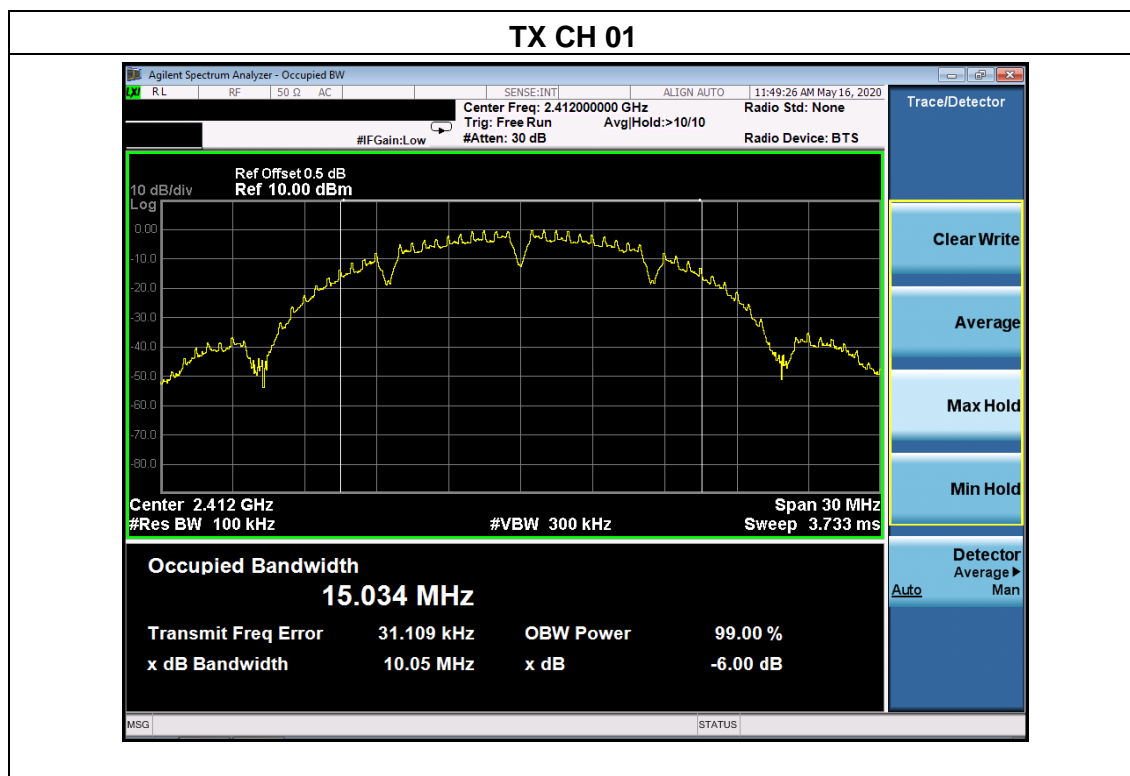 TX CH 01
Agilent Spectrum Analyzer - Occupied BW
LXI RL RF 50 Ω AC SENSE:INT ALIGN AUTO 11:49:26 AM May 16, 2020
Center Freq: 2.412000000 GHz Radio Std: None
Trig: Free Run Avg|Hold:>10/10
#IFGain:Low #Atten: 30 dB Radio Device: BTS
Trace/Detector
Ref Offset 0.5 dB
10 dB/div Ref 10.00 dBm
Log
0.00
-10.0
-20.0
-30.0
-40.0
-50.0
-60.0
-70.0
-80.0
Center 2.412 GHz Span 30 MHz
#Res BW 100 kHz #VBW 300 kHz Sweep 3.733 ms
Clear Write
Average
Max Hold
Min Hold
Detector
Average
Auto Man
Occupied Bandwidth
15.034 MHz
Transmit Freq Error 31.109 kHz OBW Power 99.00 %
x dB Bandwidth 10.05 MHz x dB -6.00 dB
MSG STATUS